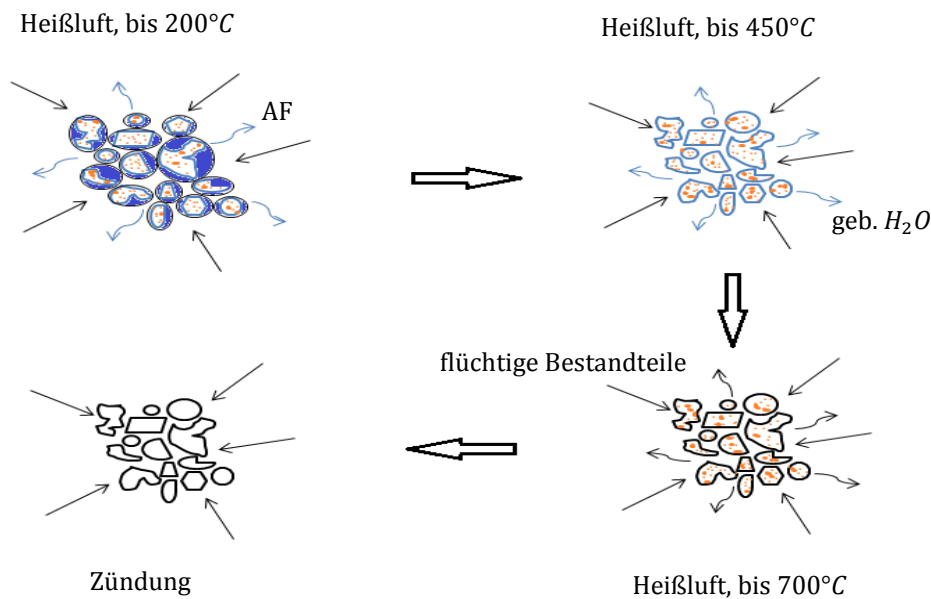 Heißluft, bis 200°C
Heißluft, bis 450°C
AF
geb. H₂O
flüchtige Bestandteile
Zündung
Heißluft, bis 700°C